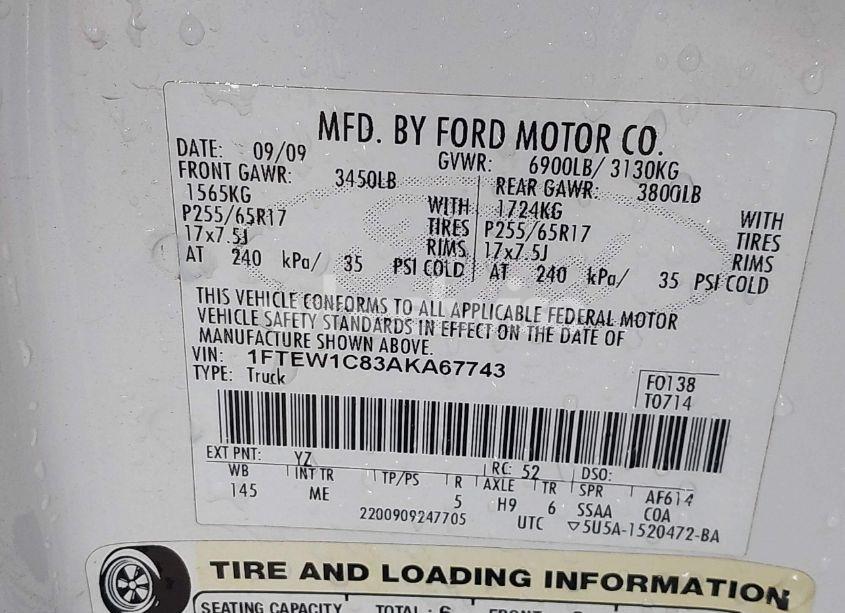 MFD. BY FORD MOTOR CO.
DATE: 09/09 GVWR: 6900LB/ 3130KG
FRONT GAWR: 3450LB REAR GAWR: 3800LB
1565KG WITH 1724KG WITH
P255/65R17 TIRES P255/65R17 TIRES
17x7.5J RIMS 17x7.5J RIMS
AT 240 kPa/ 35 PSI COLD AT 240 kPa/ 35 PSI COLD
THIS VEHICLE CONFORMS TO ALL APPLICABLE FEDERAL MOTOR
VEHICLE SAFETY STANDARDS IN EFFECT ON THE DATE OF
MANUFACTURE SHOWN ABOVE.
VIN: 1FTEW1C83AKA67743
TYPE: Truck
F0138
T0714
EXT PNT: YZ RC: 52 DSO:
WB INT TR TP/PS R AXLE TR SPR AF614
145 ME 5 H9 6 SSAA COA
2200909247705 UTC ▽5U5A-1520472-BA
TIRE AND LOADING INFORMATION
SEATING CAPACITY TOTAL: 6 FRONT